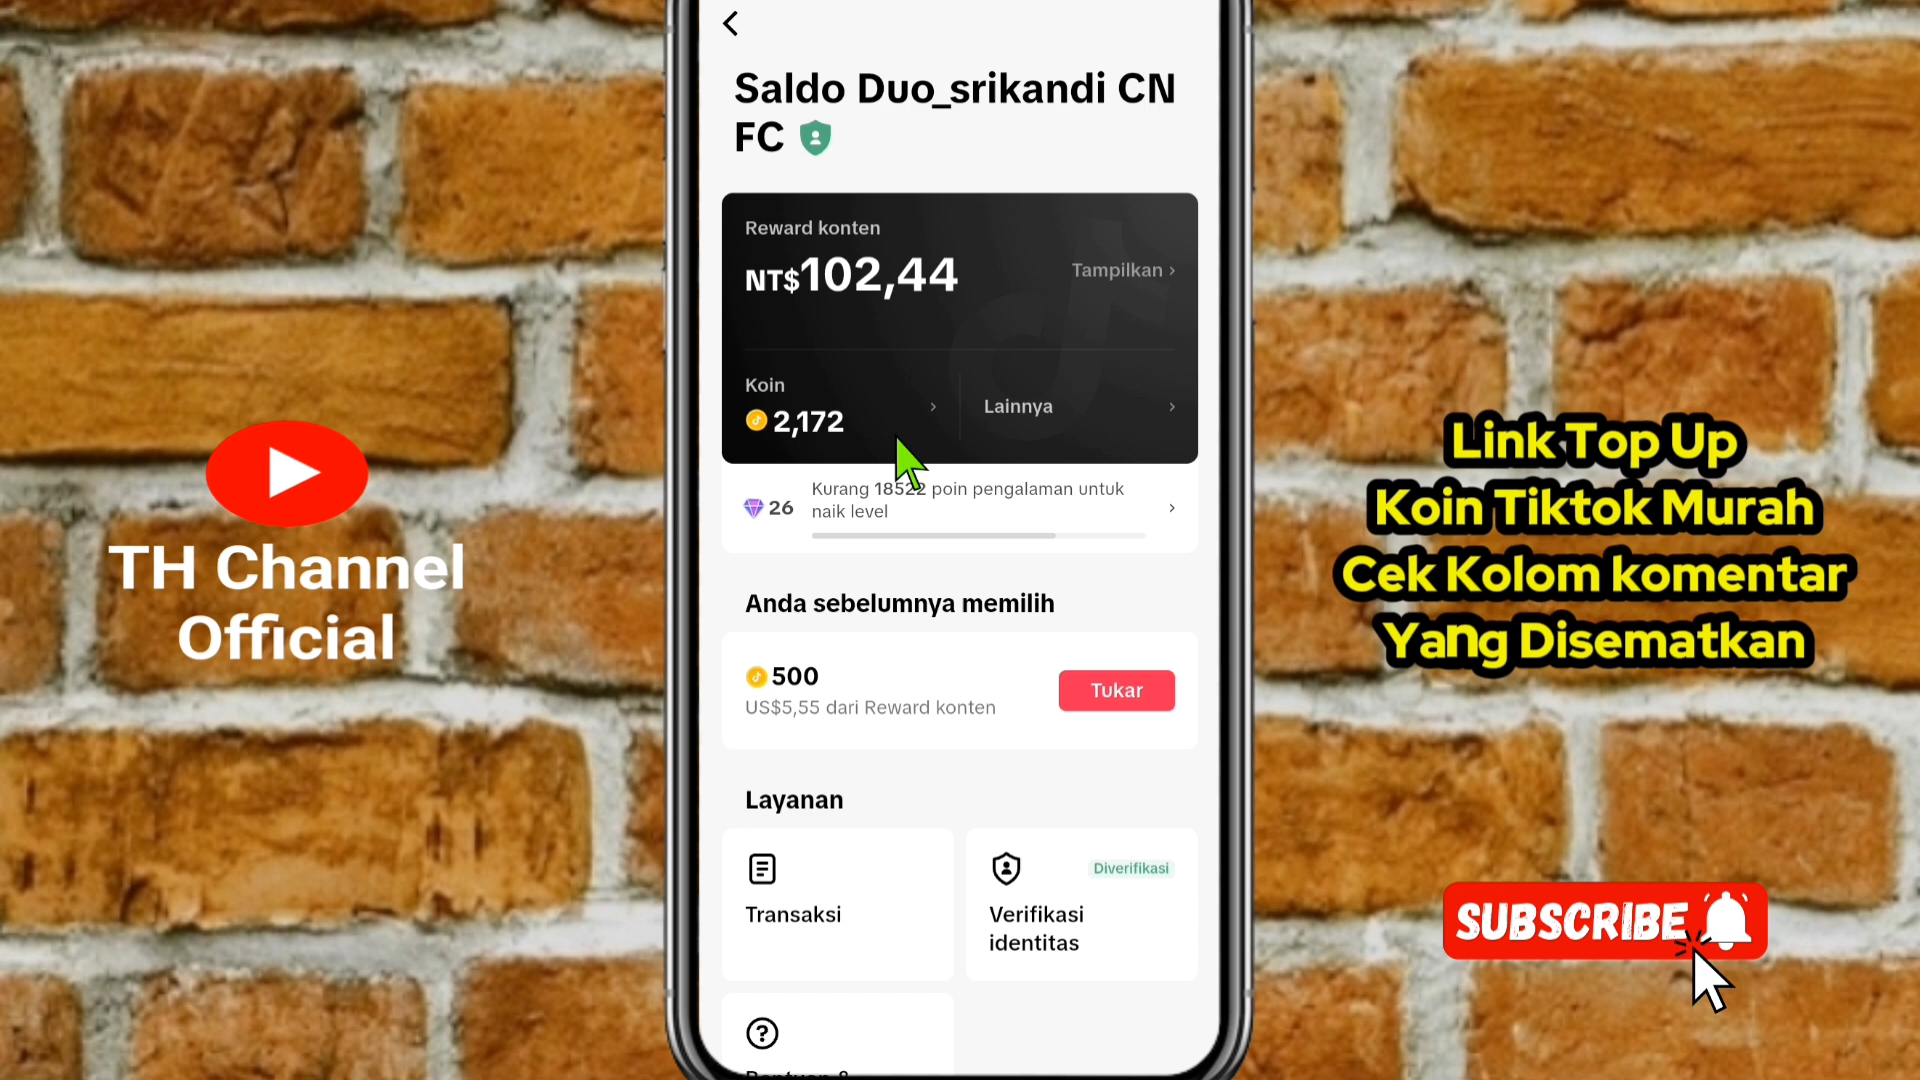 Saldo Duo_srikandi CN
FC
Reward konten
NT$102,44
Tampilkan
Koin
2,172
Lainnya
26
Kurang 18522 poin pengalaman untuk
naik level
Anda sebelumnya memilih
500
US$5,55 dari Reward konten
Tukar
Layanan
Transaksi
Diverifikasi
Verifikasi
identitas
TH Channel
Official
Link Top Up
Koin Tiktok Murah
Cek Kolom komentar
Yang Disematkan
SUBSCRIBE